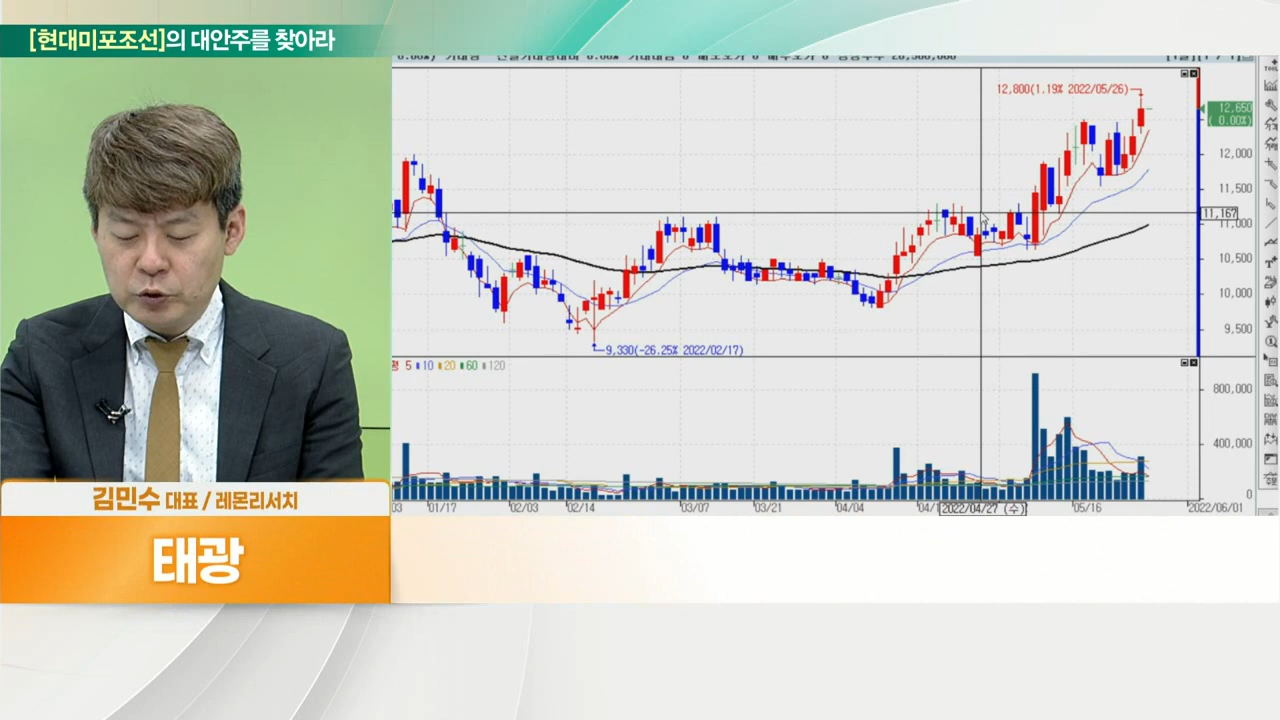 [현대미포조선]의 대안주를 찾아라
12,800(1.19% 2022/05/26)
12,650
( 0.00%)
12,000
11,500
11,167
11,000
10,500
10,000
9,500
9,330(-26.25% 2022/02/17)
5 10 20 60 120
800,000
400,000
0
03 01/17 02/03 02/14 03/07 03/21 04/04 2022/04/27 (수) 05/16 2022/06/01
김민수 대표 / 레몬리서치
태광